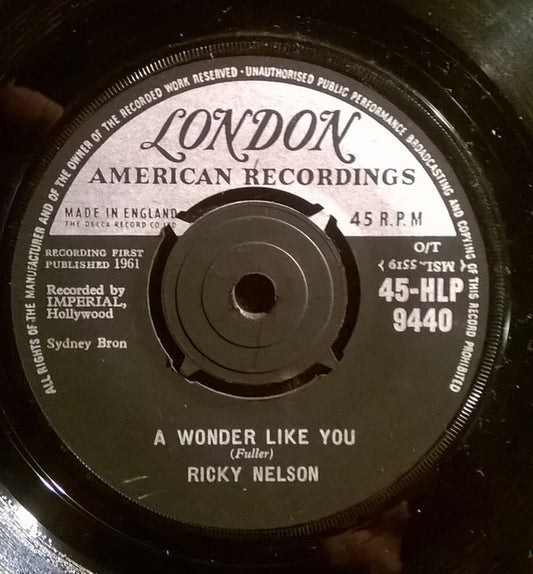 ALL RIGHTS OF THE MANUFACTURER AND OF THE OWNER OF THE RECORDED WORK RESERVED · UNAUTHORISED PUBLIC PERFORMANCE BROADCASTING AND COPYING OF THIS RECORD PROHIBITED
LONDON
AMERICAN RECORDINGS
MADE IN ENGLAND
THE DECCA RECORD CO LTD
45 R.P.M
RECORDING FIRST
PUBLISHED 1961
Recorded by
IMPERIAL,
Hollywood
Sydney Bron
O/T
(MSL. 5519)
45-HLP
9440
A WONDER LIKE YOU
(Fuller)
RICKY NELSON